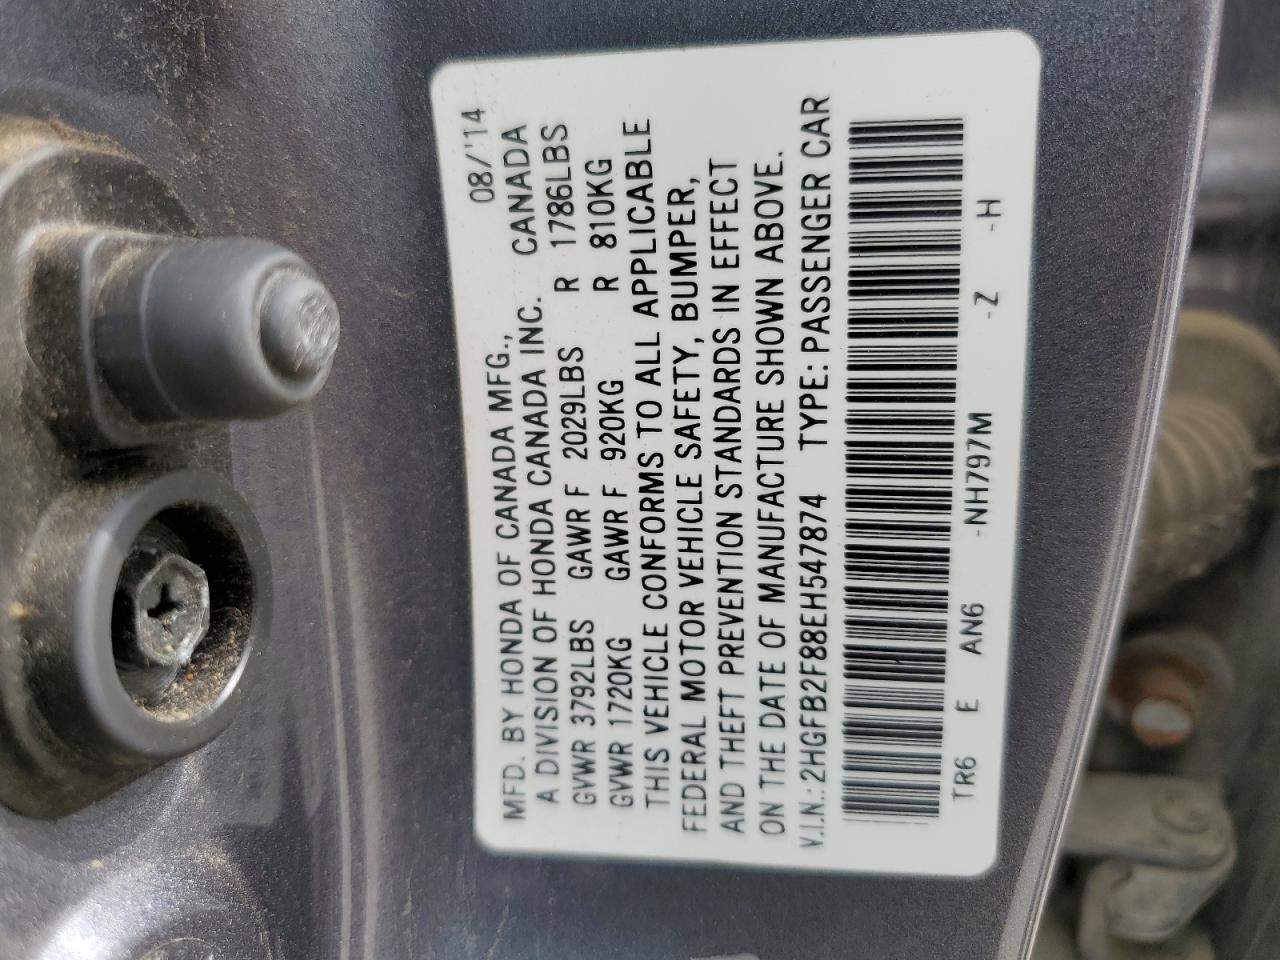 MFD. BY HONDA OF CANADA MFG., 08/'14
A DIVISION OF HONDA CANADA INC. CANADA
GVWR 3792LBS GAWR F 2029LBS R 1786LBS
GVWR 1720KG GAWR F 920KG R 810KG
THIS VEHICLE CONFORMS TO ALL APPLICABLE
FEDERAL MOTOR VEHICLE SAFETY, BUMPER,
AND THEFT PREVENTION STANDARDS IN EFFECT
ON THE DATE OF MANUFACTURE SHOWN ABOVE.
V.I.N.: 2HGFB2F88EH547874 TYPE: PASSENGER CAR
TR6 E AN6 -NH797M -Z -H